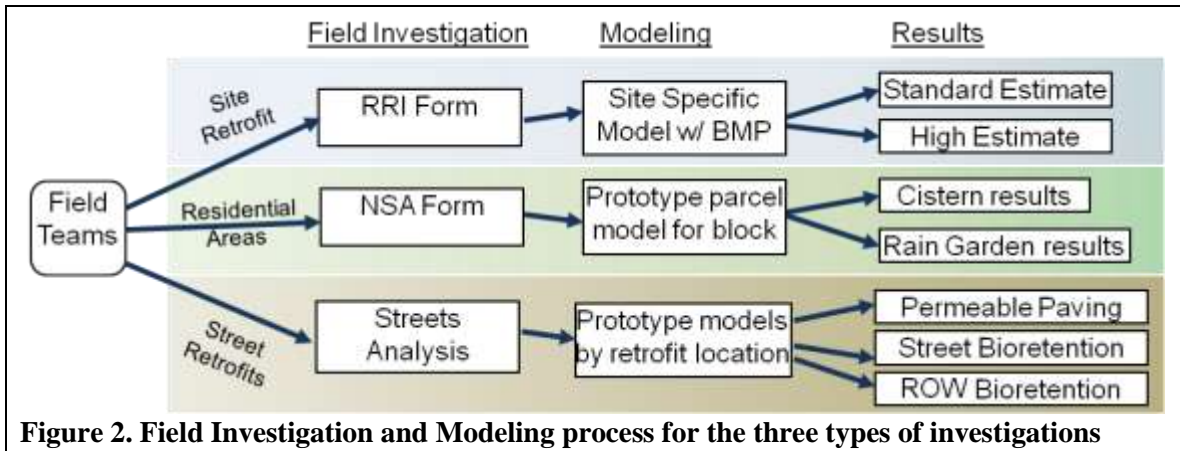 Field Investigation Modeling Results
Field
Teams
Site
Retrofit
RRI Form
Site Specific
Model w/ BMP
Standard Estimate
High Estimate
Residential
Areas
NSA Form
Prototype parcel
model for block
Cistern results
Rain Garden results
Street
Retrofits
Streets
Analysis
Prototype models
by retrofit location
Permeable Paving
Street Bioretention
ROW Bioretention
Figure 2. Field Investigation and Modeling process for the three types of investigations